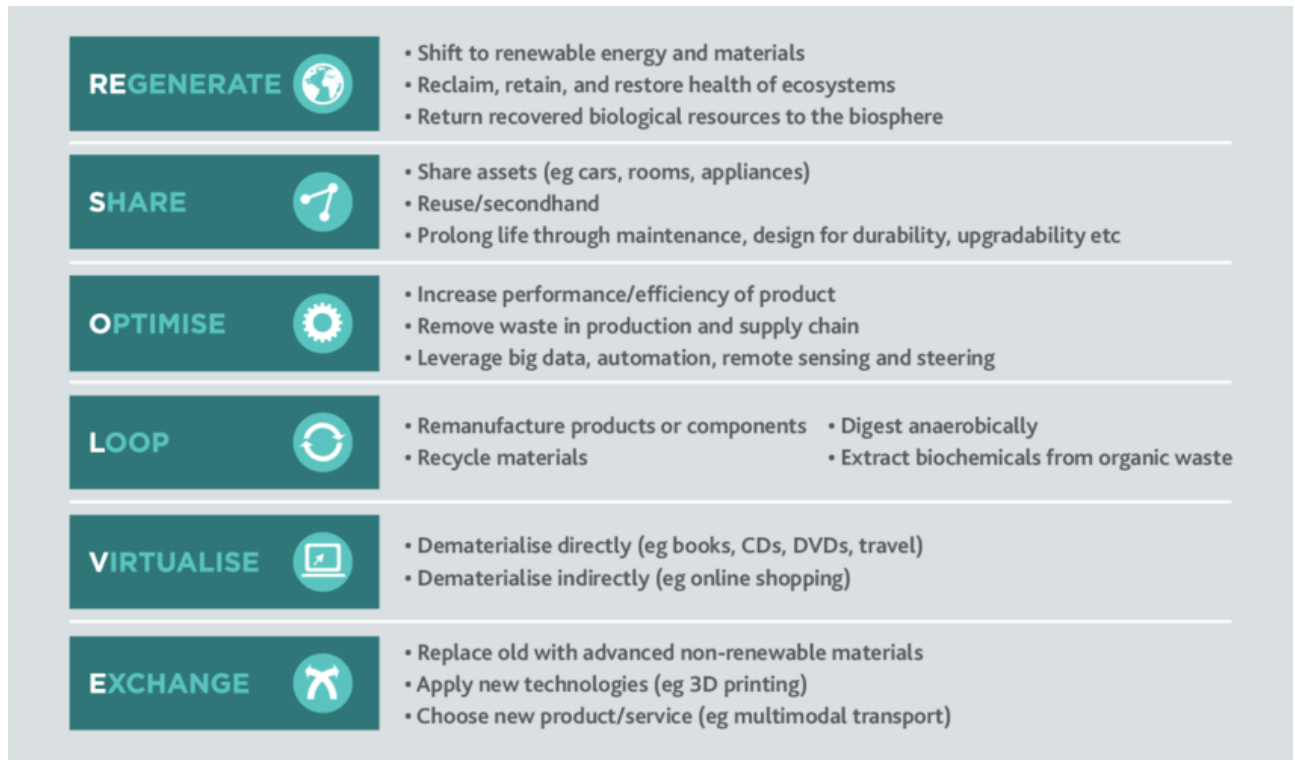 REGENERATE
• Shift to renewable energy and materials
• Reclaim, retain, and restore health of ecosystems
• Return recovered biological resources to the biosphere
SHARE
• Share assets (eg cars, rooms, appliances)
• Reuse/secondhand
• Prolong life through maintenance, design for durability, upgradability etc
OPTIMISE
• Increase performance/efficiency of product
• Remove waste in production and supply chain
• Leverage big data, automation, remote sensing and steering
LOOP
• Remanufacture products or components
• Recycle materials
• Digest anaerobically
• Extract biochemicals from organic waste
VIRTUALISE
• Dematerialise directly (eg books, CDs, DVDs, travel)
• Dematerialise indirectly (eg online shopping)
EXCHANGE
• Replace old with advanced non-renewable materials
• Apply new technologies (eg 3D printing)
• Choose new product/service (eg multimodal transport)